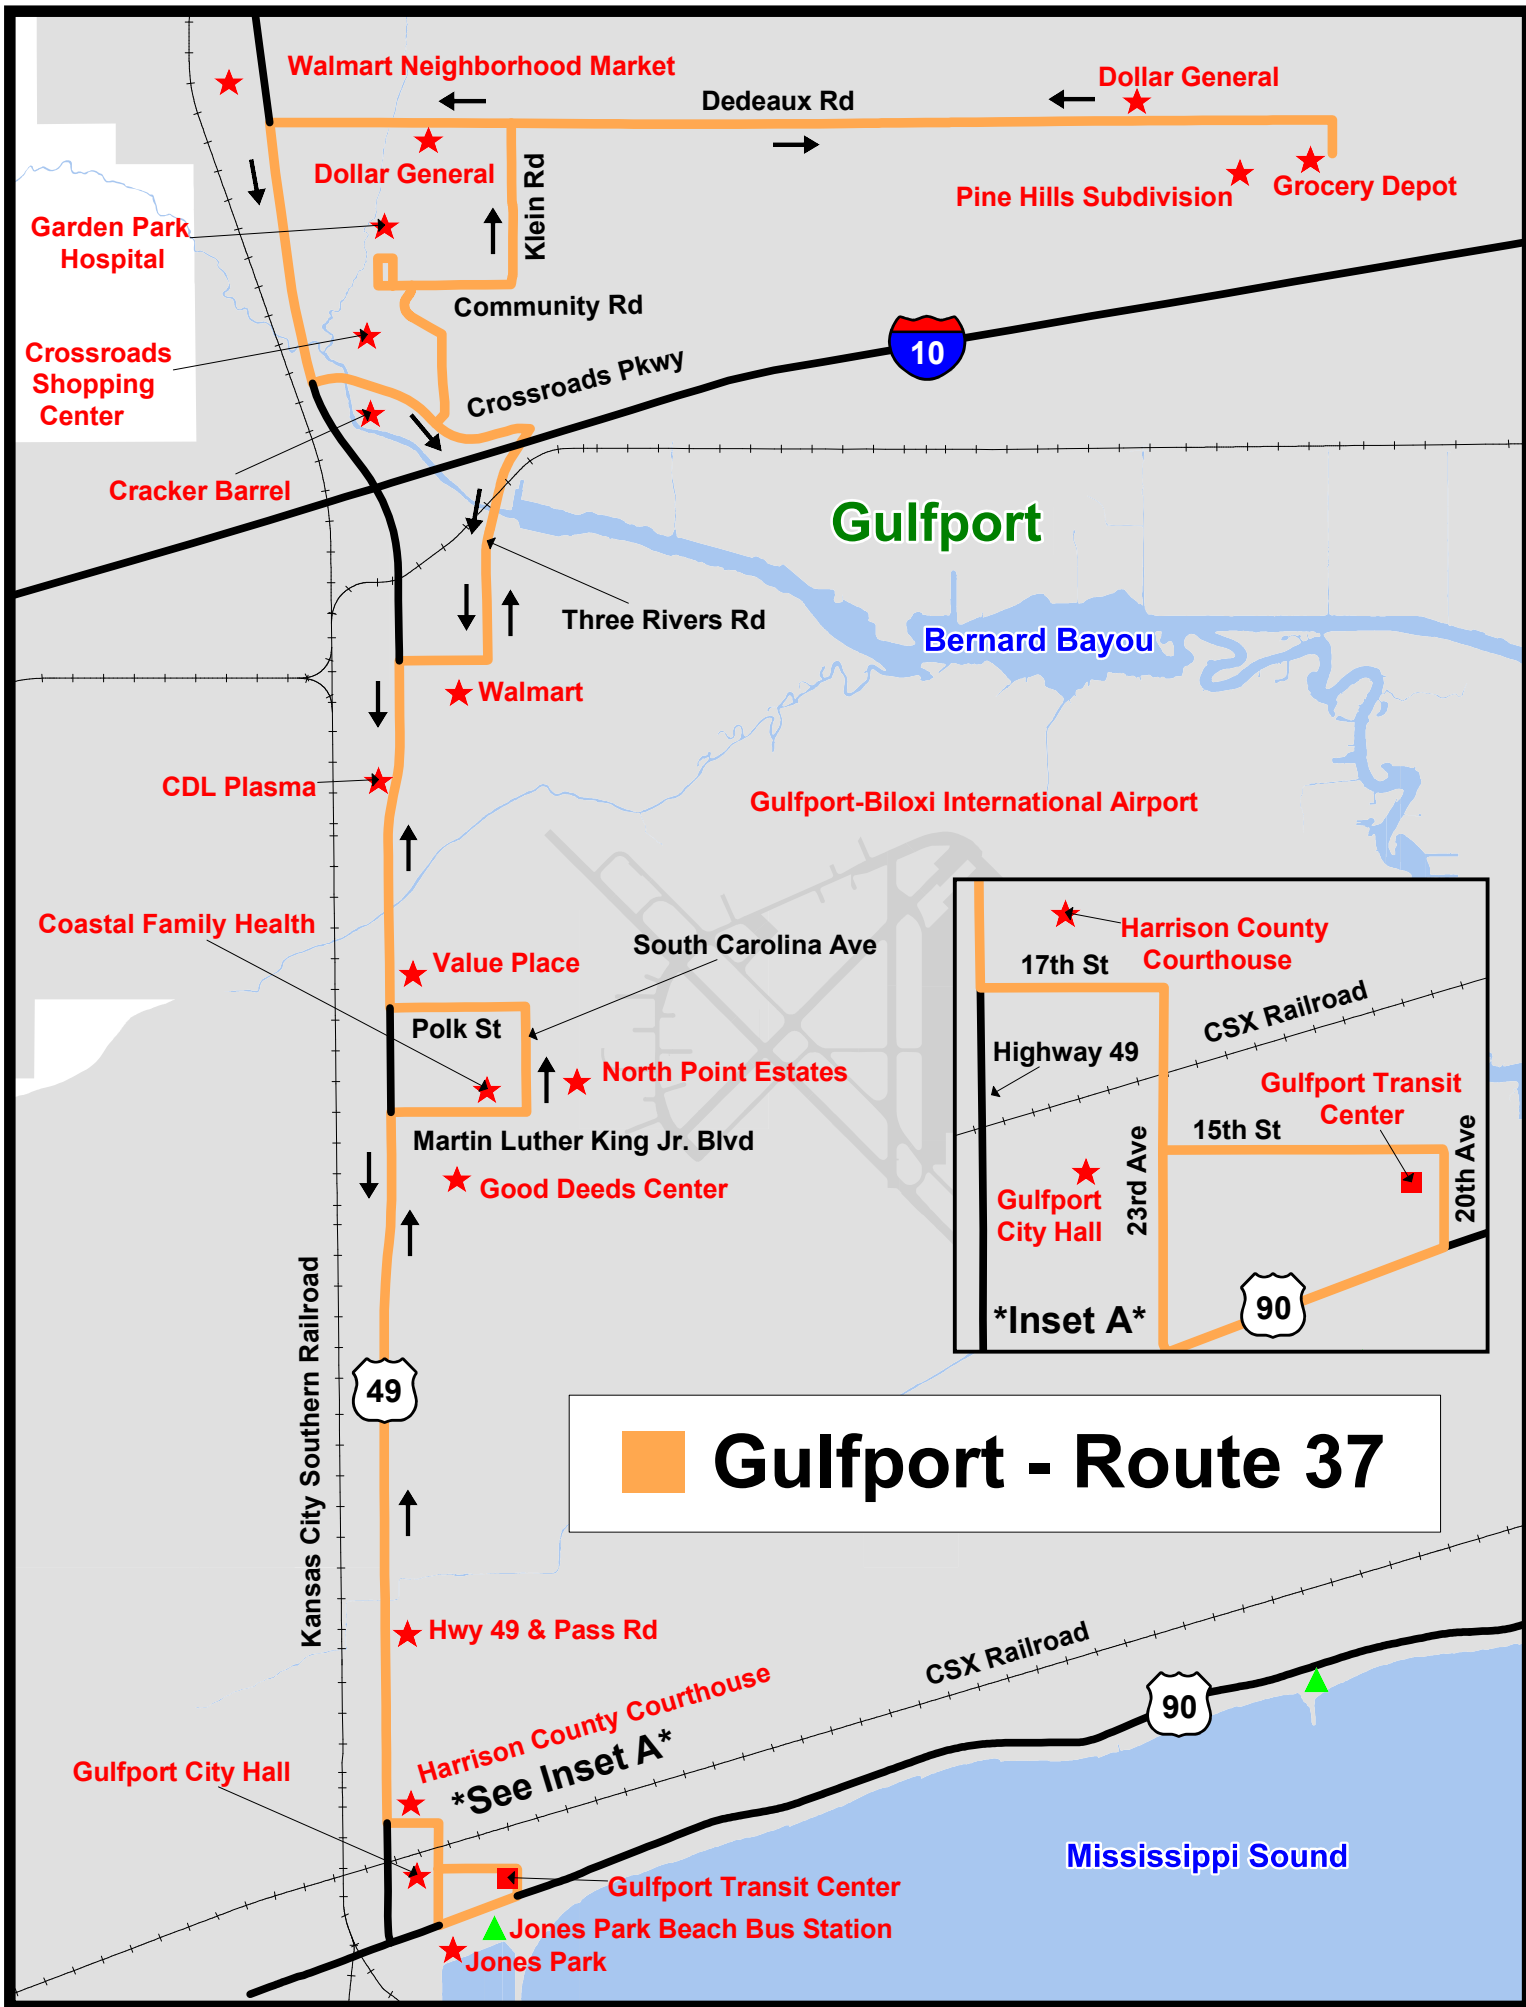 Walmart Neighborhood Market
Dollar General
Dedeaux Rd
Dollar General
Klein Rd
Pine Hills Subdivision
Grocery Depot
Garden Park
Hospital
Community Rd
10
Crossroads
Shopping
Center
Crossroads Pkwy
Cracker Barrel
Gulfport
Three Rivers Rd
Bernard Bayou
Walmart
CDL Plasma
Gulfport-Biloxi International Airport
Coastal Family Health
Value Place
South Carolina Ave
Polk St
North Point Estates
Martin Luther King Jr. Blvd
Good Deeds Center
Harrison County
Courthouse
17th St
CSX Railroad
Highway 49
Gulfport Transit
Center
15th St
23rd Ave
20th Ave
Gulfport
City Hall
90
*Inset A*
Kansas City Southern Railroad
49
Gulfport - Route 37
Hwy 49 & Pass Rd
CSX Railroad
90
Harrison County Courthouse
*See Inset A*
Gulfport City Hall
Mississippi Sound
Gulfport Transit Center
Jones Park Beach Bus Station
Jones Park